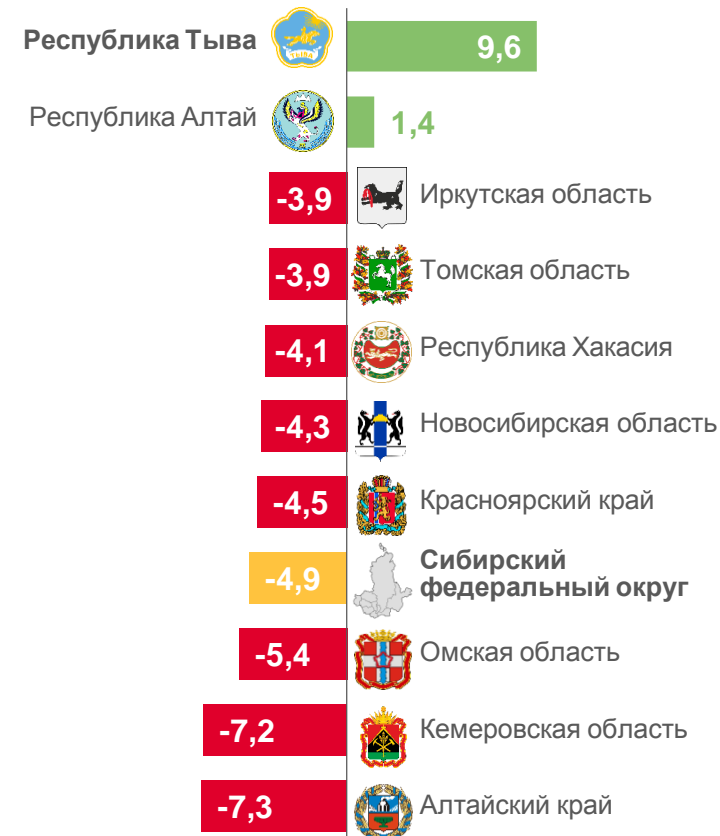 Республика Тыва
ТЫВА
9,6
Республика Алтай
1,4
-3,9
Иркутская область
-3,9
Томская область
-4,1
Республика Хакасия
-4,3
Новосибирская область
-4,5
Красноярский край
-4,9
Сибирский
федеральный округ
-5,4
Омская область
-7,2
Кемеровская область
-7,3
Алтайский край